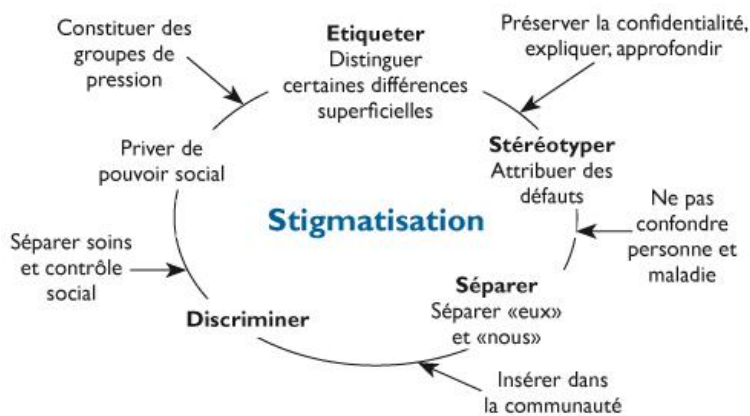 Constituer des
groupes de
pression
Etiqueter
Distinguer
certaines différences
superficielles
Préserver la confidentialité,
expliquer, approfondir
Stéréotyper
Attribuer des
défauts
Ne pas
confondre
personne et
maladie
Priver de
pouvoir social
Stigmatisation
Séparer soins
et contrôle
social
Séparer
Séparer «eux»
et «nous»
Discriminer
Insérer dans
la communauté